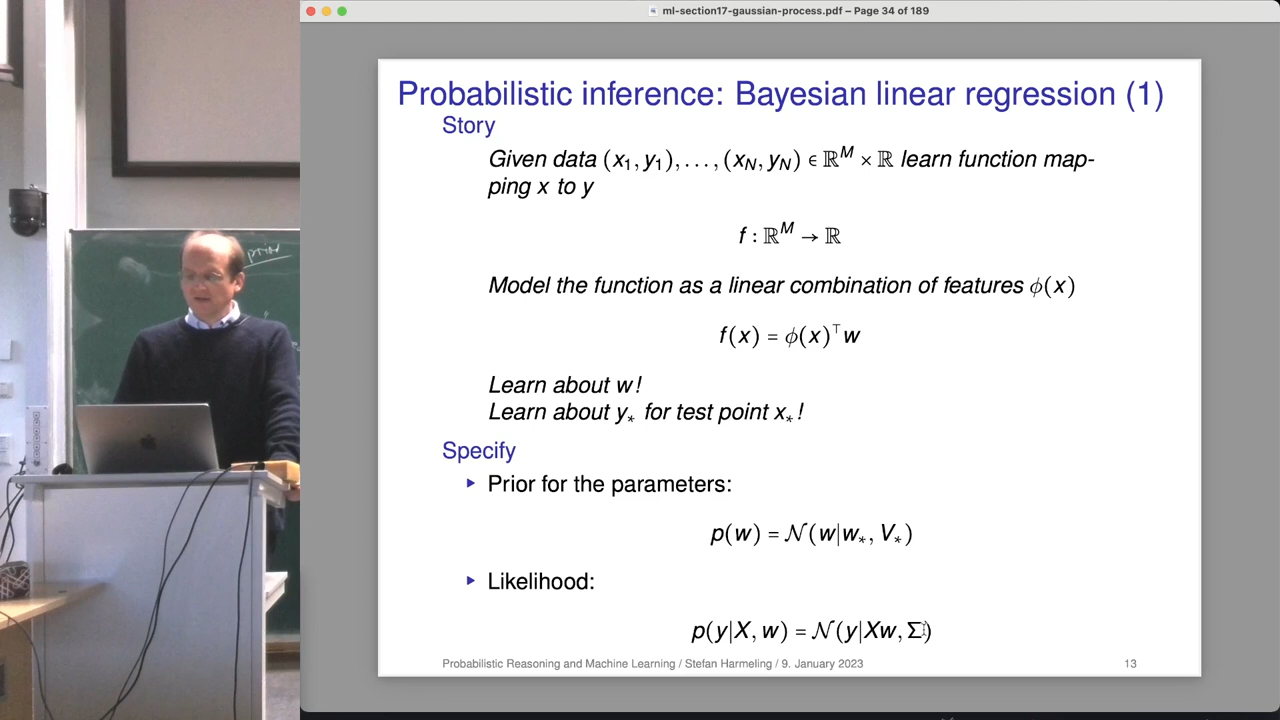 ml-section17-gaussian-process.pdf – Page 34 of 189
Probabilistic inference: Bayesian linear regression (1)
Story
Given data (x₁, y₁), . . . , (x_N, y_N) ∈ ℝᴹ × ℝ learn function map-
ping x to y
f : ℝᴹ → ℝ
Model the function as a linear combination of features ϕ(x)
f(x) = ϕ(x)ᵀw
Learn about w!
Learn about y_* for test point x_*!
Specify
▸ Prior for the parameters:
p(w) = 𝒩(w|w_*, V_*)
▸ Likelihood:
p(y|X, w) = 𝒩(y|Xw, Σ)
Probabilistic Reasoning and Machine Learning / Stefan Harmeling / 9. January 2023
13
prior